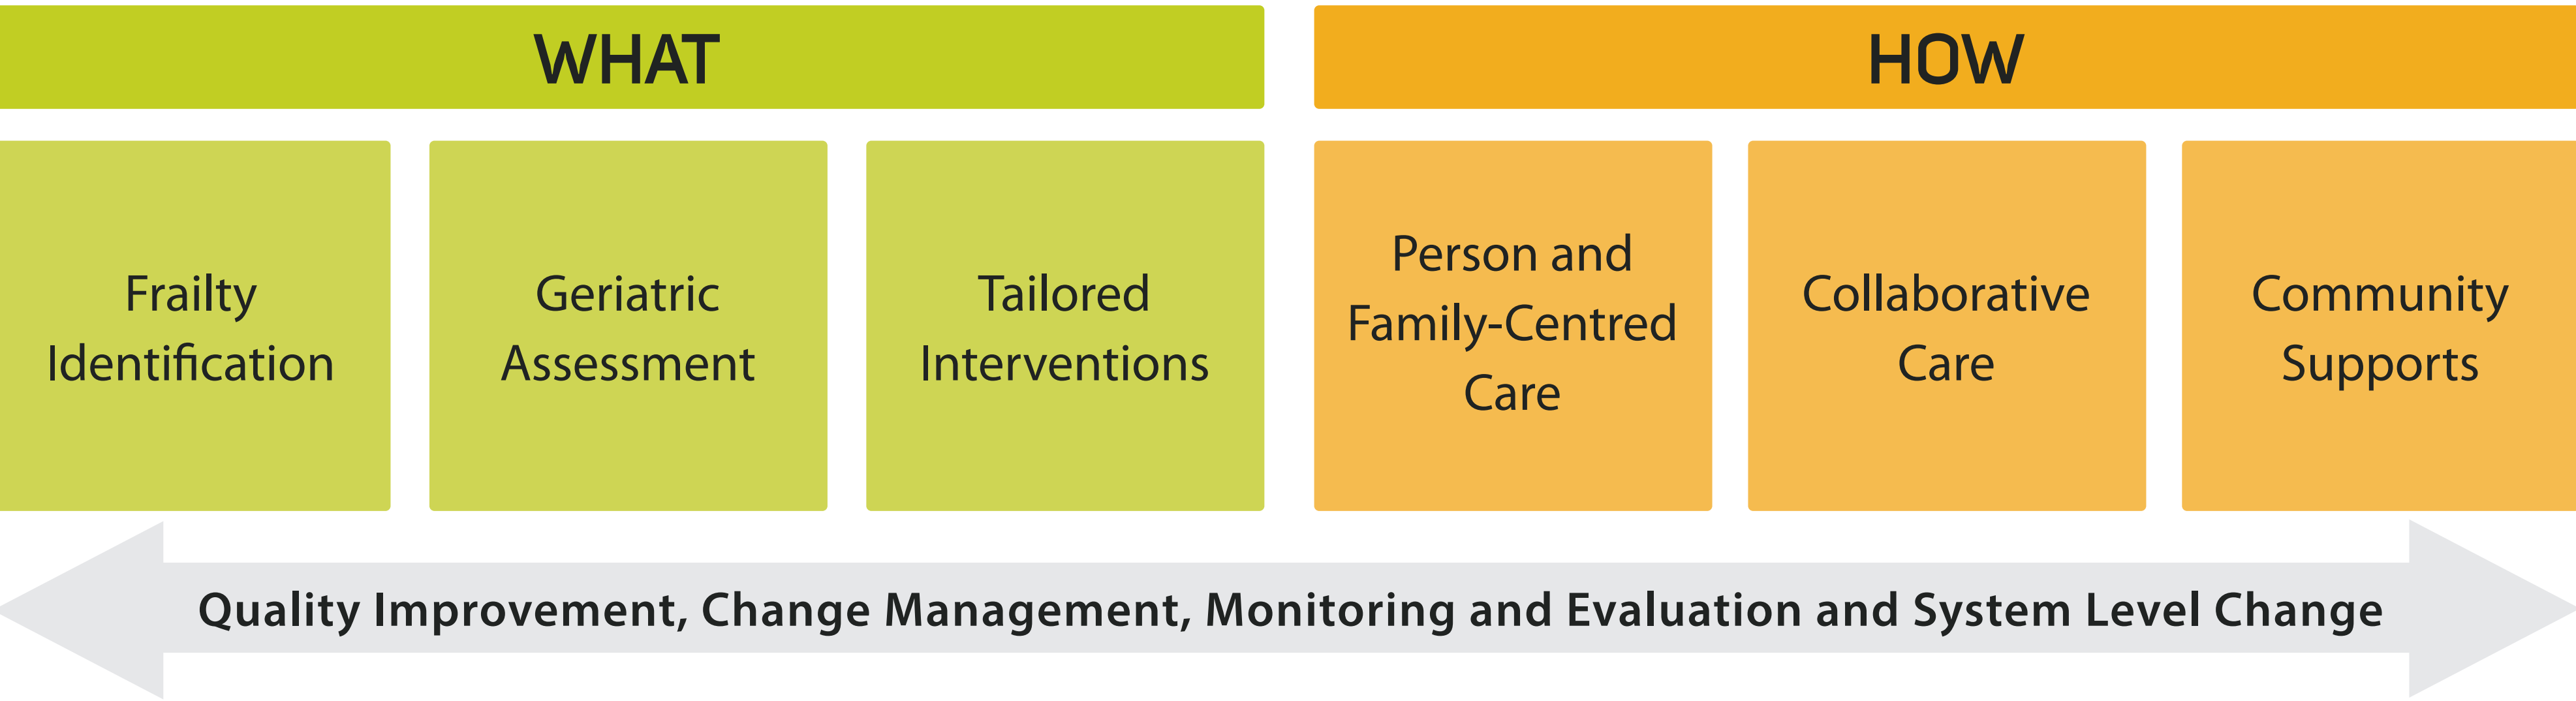 WHAT
HOW
Frailty
Identification
Geriatric
Assessment
Tailored
Interventions
Person and
Family-Centred
Care
Collaborative
Care
Community
Supports
Quality Improvement, Change Management, Monitoring and Evaluation and System Level Change